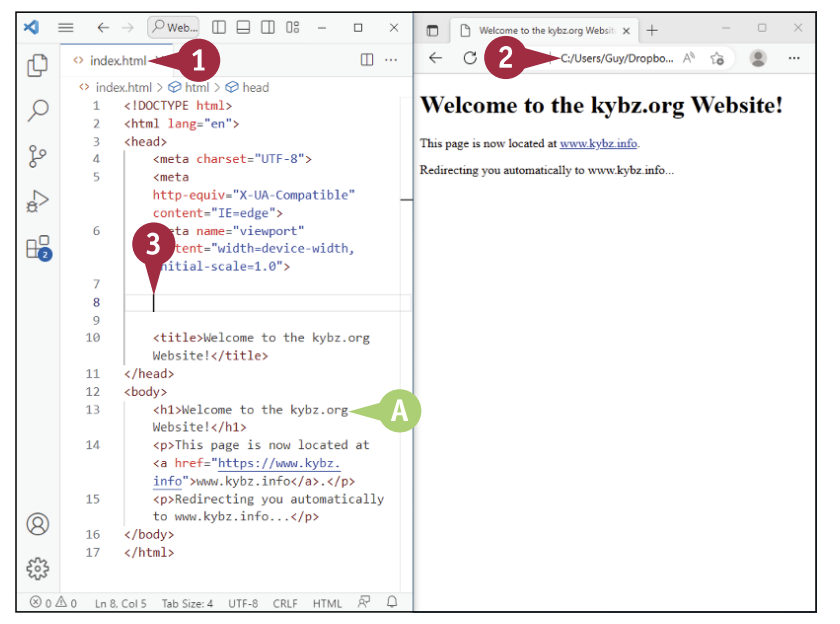 Web...
index.html
index.html > html > head
1 <!DOCTYPE html>
2 <html lang="en">
3 <head>
4 <meta charset="UTF-8">
5 <meta
http-equiv="X-UA-Compatible"
content="IE=edge">
6 name="viewport"
"width=device-width,
initial-scale=1.0">
7
8
9
10 <title>Welcome to the kybz.org
Website!</title>
11 </head>
12 <body>
13 <h1>Welcome to the kybz.org
Website!</h1>
14 <p>This page is now located at
<a href="https://www.kybz.
info">www.kybz.info</a>.</p>
15 <p>Redirecting you automatically
to www.kybz.info...</p>
16 </body>
17 </html>
2
0 0 Ln 8, Col 5 Tab Size: 4 UTF-8 CRLF HTML
1
3
A
Welcome to the kybz.org Websit
2
C:/Users/Guy/Dropbo...
Welcome to the kybz.org Website!
This page is now located at www.kybz.info.
Redirecting you automatically to www.kybz.info...